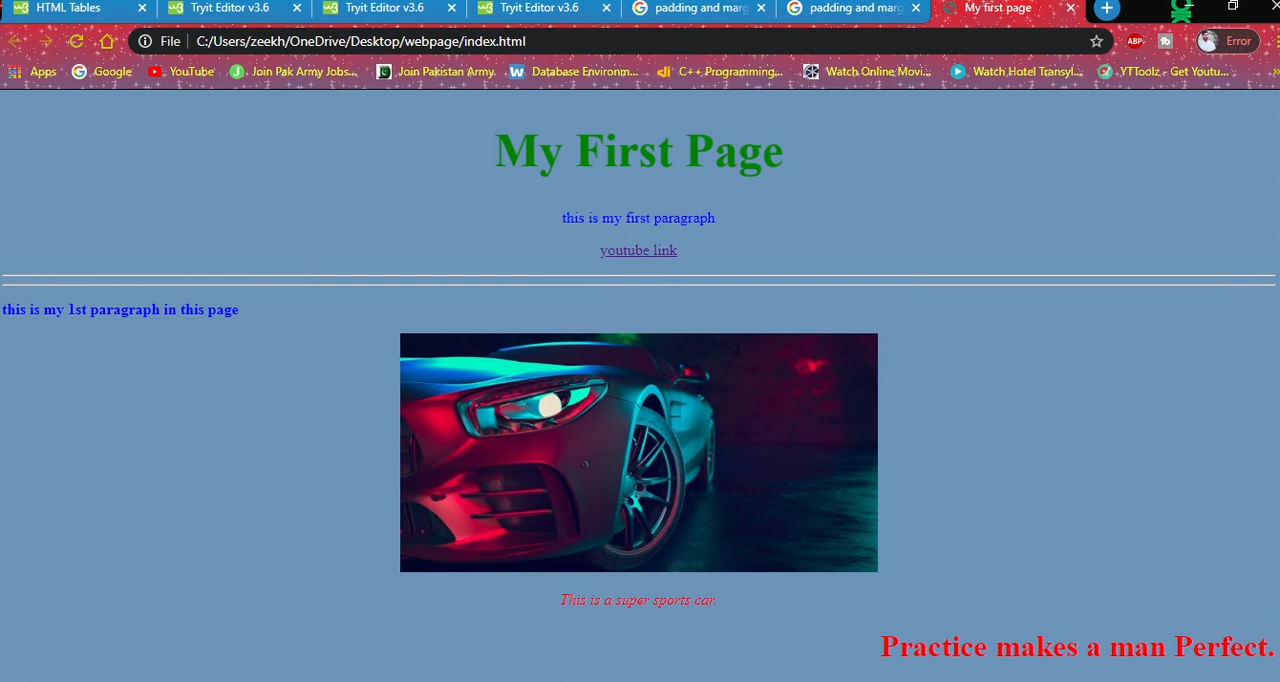 HTML Tables
Tryit Editor v3.6
Tryit Editor v3.6
Tryit Editor v3.6
padding and marg
padding and marg
My first page
File
C:/Users/zeekh/OneDrive/Desktop/webpage/index.html
ABP
Error
Apps
Google
YouTube
Join Pak Army Jobs...
Join Pakistan Army
Database Environm...
C++ Programming...
Watch Online Movi...
Watch Hotel Transyl...
YTToolz - Get Youtu...
My First Page
this is my first paragraph
youtube link
this is my 1st paragraph in this page
This is a super sports car.
Practice makes a man Perfect.